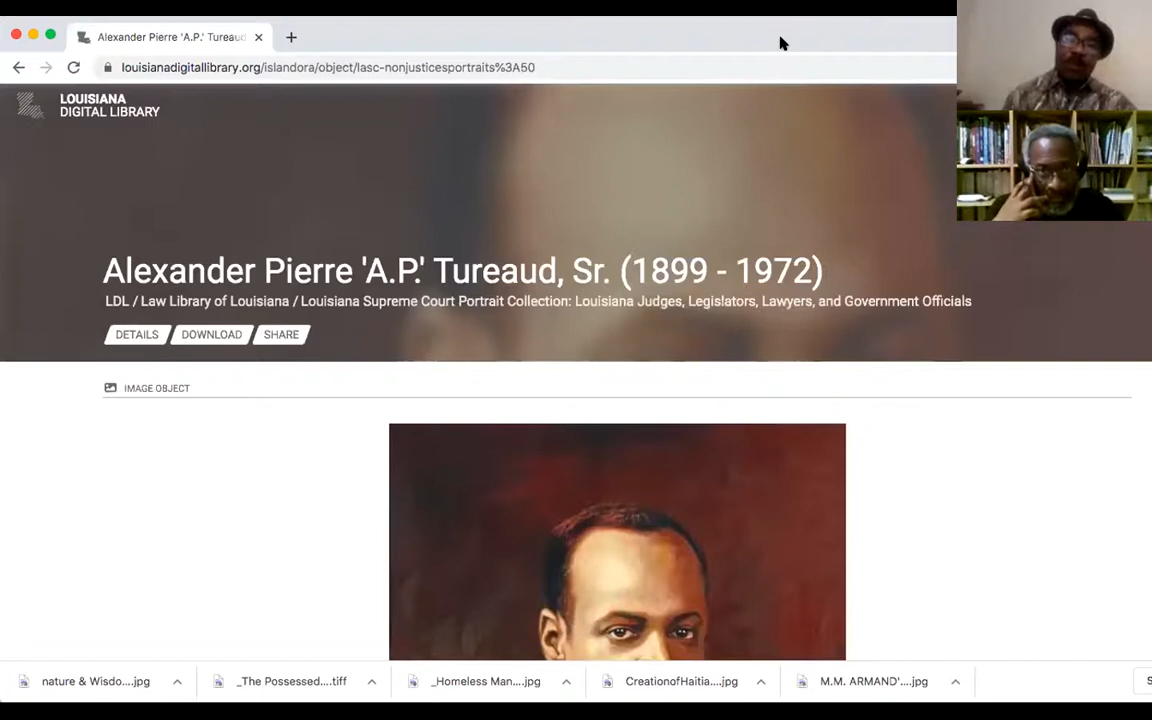 Alexander Pierre 'A.P.' Tureaud
louisianadigitallibrary.org/islandora/object/lasc-nonjusticesportraits%3A50
LOUISIANA
DIGITAL LIBRARY
Alexander Pierre 'A.P.' Tureaud, Sr. (1899 - 1972)
LDL / Law Library of Louisiana / Louisiana Supreme Court Portrait Collection: Louisiana Judges, Legislators, Lawyers, and Government Officials
DETAILS DOWNLOAD SHARE
IMAGE OBJECT
nature & Wisdo....jpg _The Possessed....tiff _Homeless Man....jpg CreationofHaitia....jpg M.M. ARMAND'....jpg S